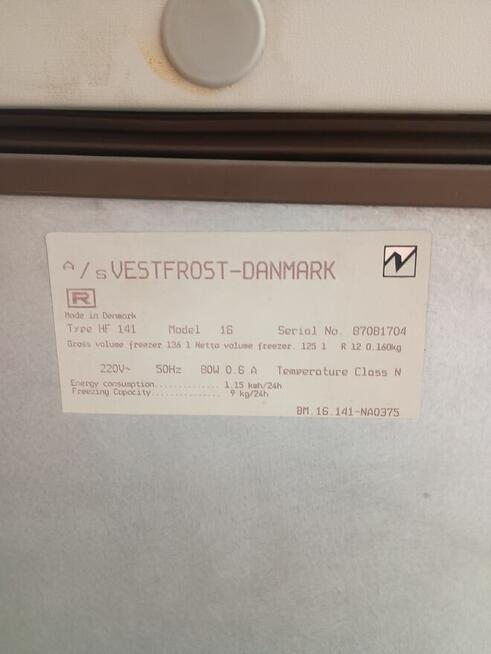 A/s VESTFROST-DANMARK
R
Made in Denmark
Type HF 141 Model 16 Serial No. 87081704
Gross volume freezer 136 l Netto volume freezer. 125 l R 12 0.160kg
220V~ 50Hz 80W 0.6 A Temperature Class N
Energy consumption............. 1.15 kwh/24h
Freezing Capacity.............. 9 kg/24h
BM.16.141-NA0375